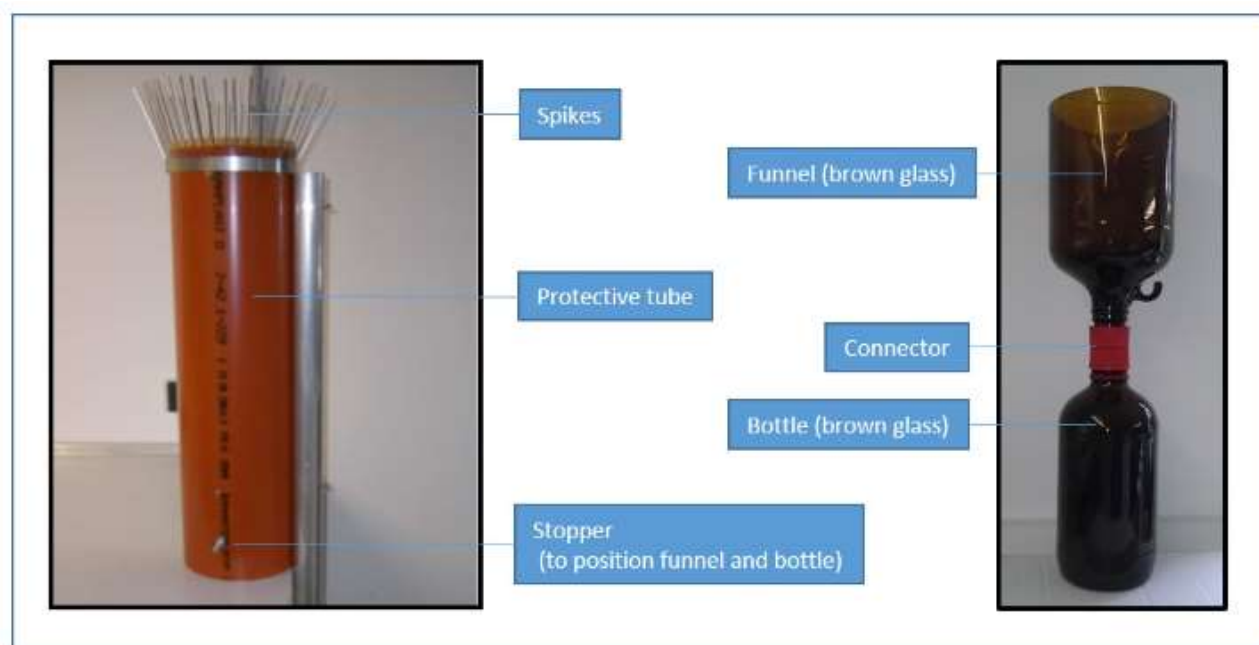 Spikes
Funnel (brown glass)
Protective tube
Connector
Bottle (brown glass)
Stopper
(to position funnel and bottle)